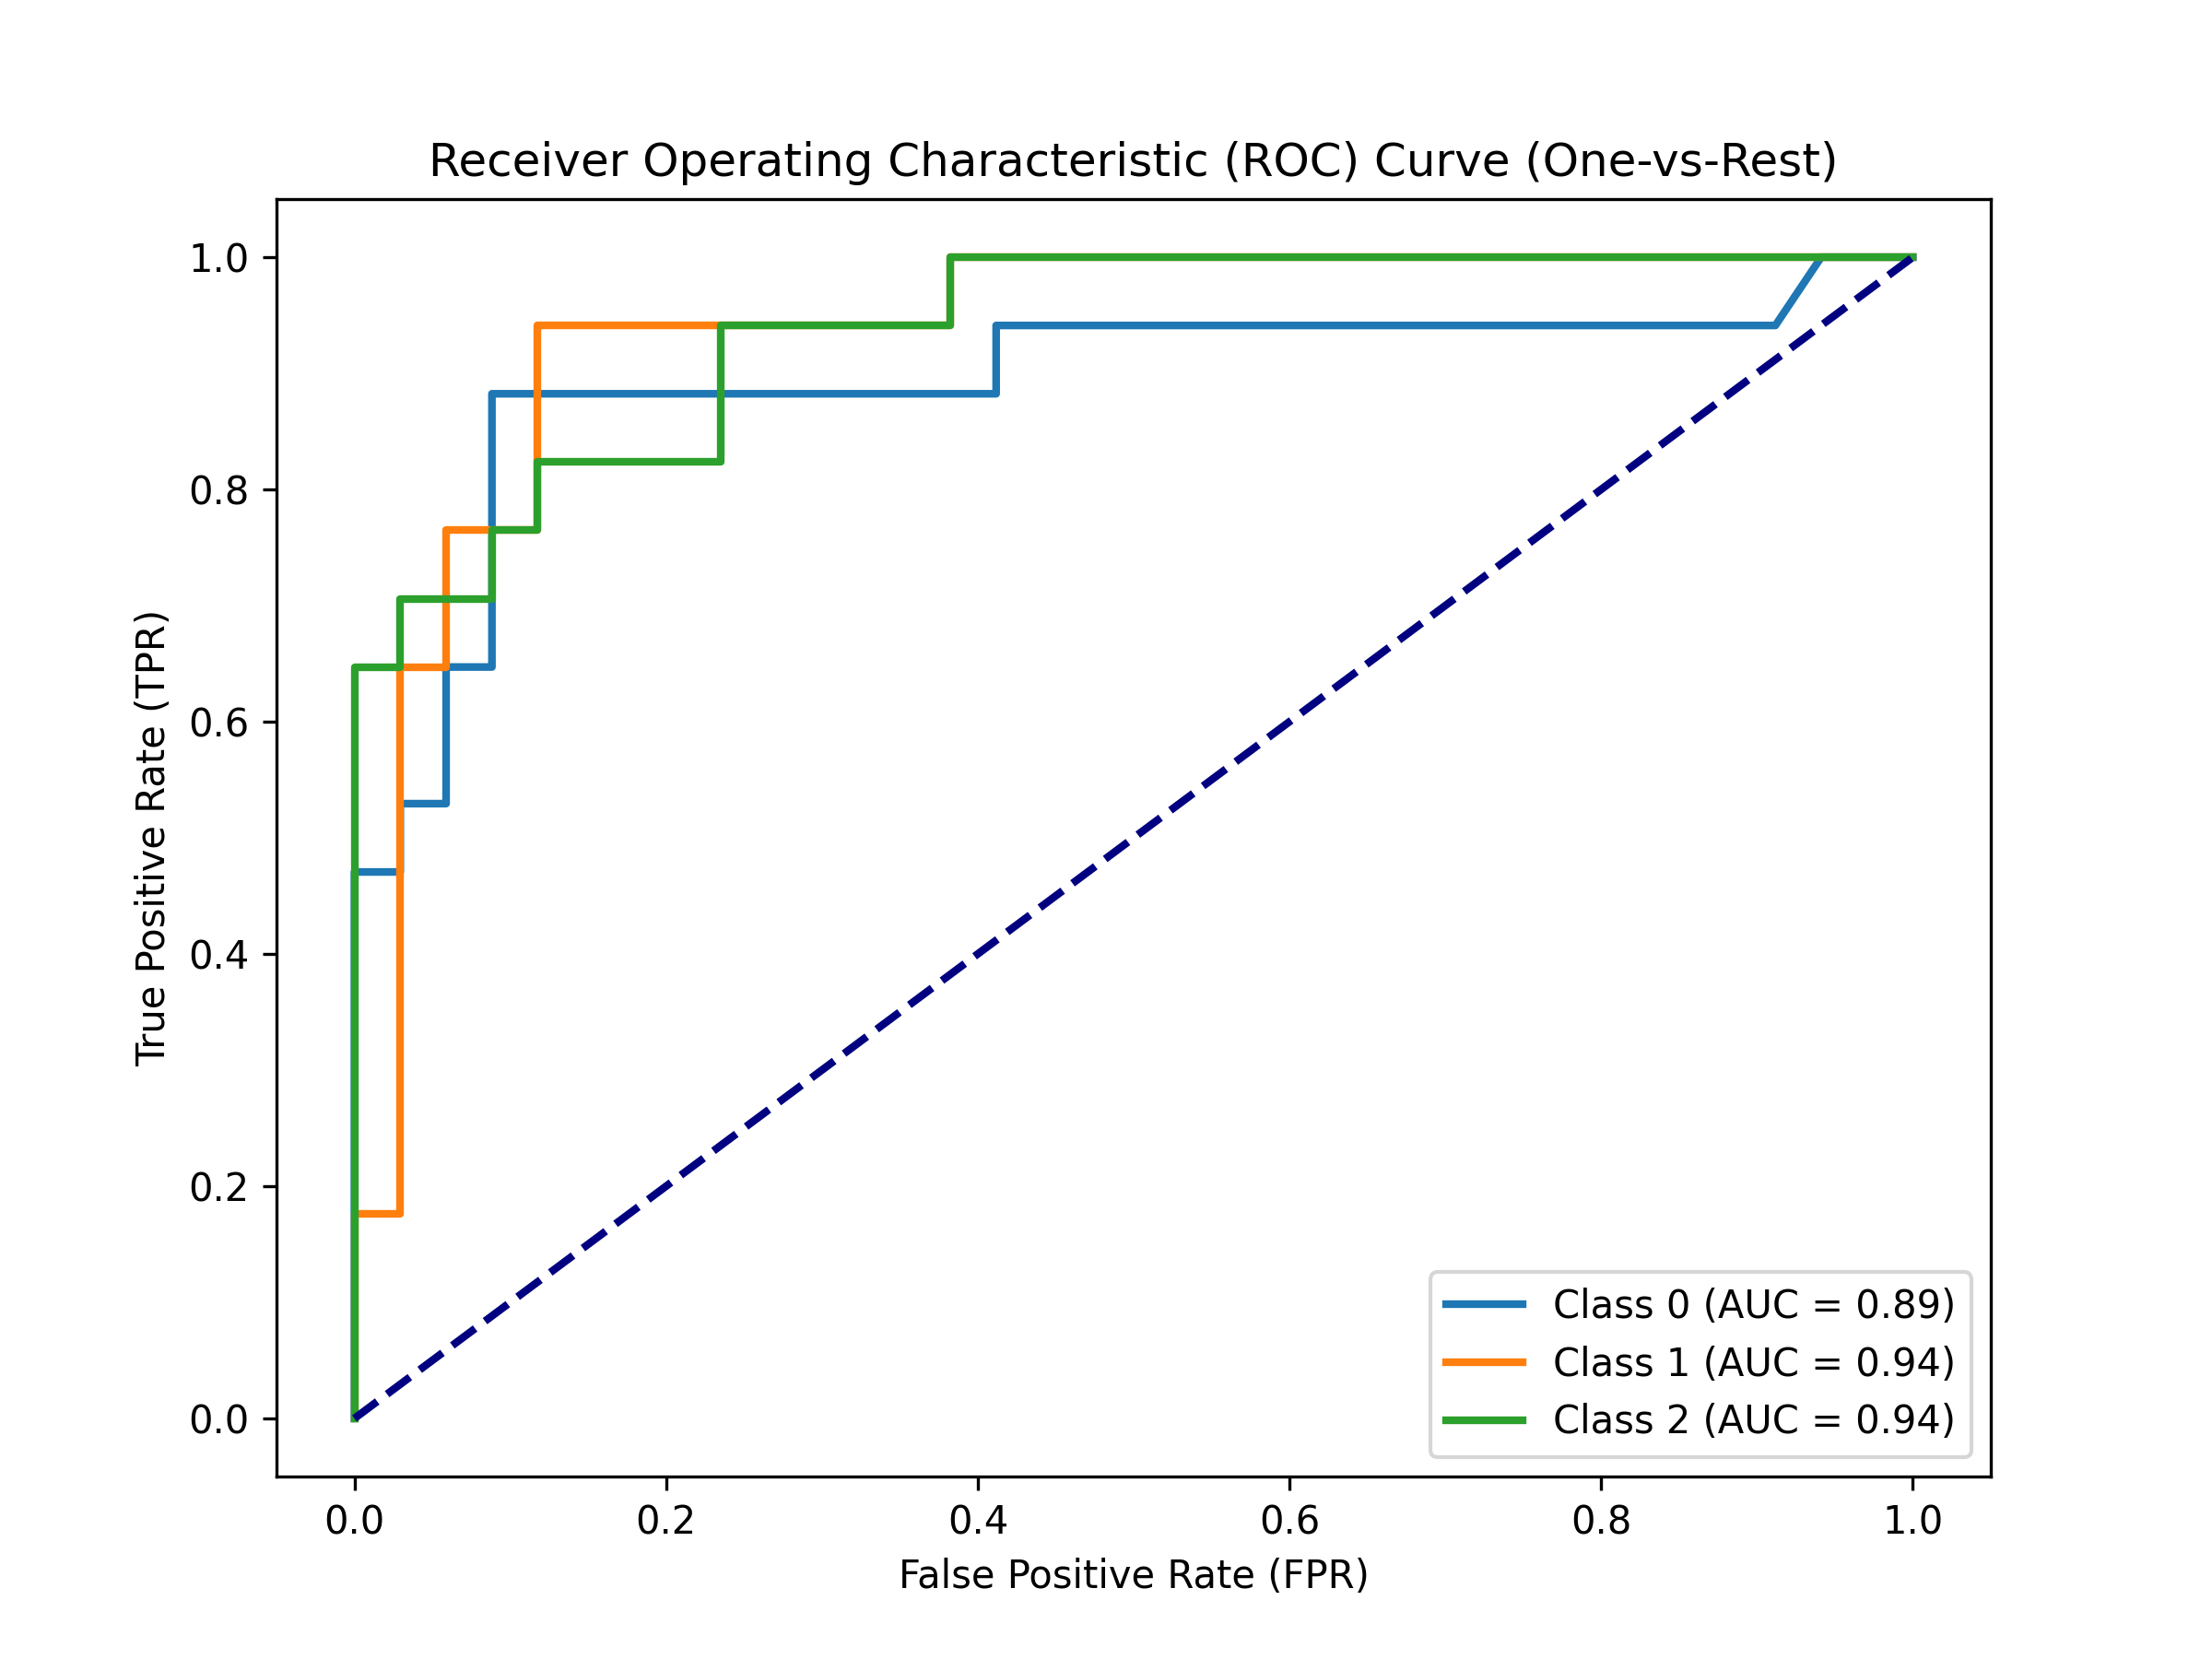 Receiver Operating Characteristic (ROC) Curve (One-vs-Rest)
True Positive Rate (TPR)
1.0
0.8
0.6
0.4
0.2
0.0
Class 0 (AUC = 0.89)
Class 1 (AUC = 0.94)
Class 2 (AUC = 0.94)
0.0 0.2 0.4 0.6 0.8 1.0
False Positive Rate (FPR)